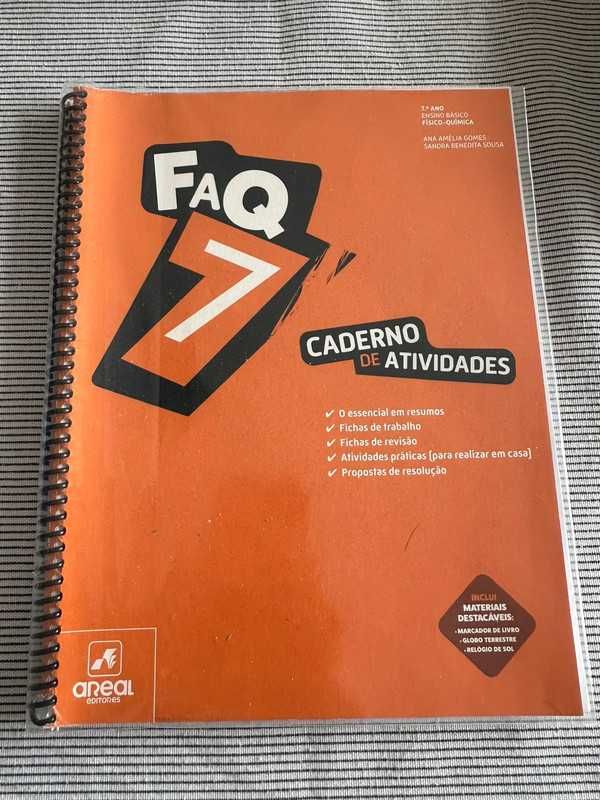 7.º ANO
ENSINO BÁSICO
FÍSICO-QUÍMICA
ANA AMÉLIA GOMES
SANDRA BENEDITA SOUSA
FAQ
7
CADERNO
DE ATIVIDADES
✓ O essencial em resumos
✓ Fichas de trabalho
✓ Fichas de revisão
✓ Atividades práticas [para realizar em casa]
✓ Propostas de resolução
INCLUI
MATERIAIS
DESTACÁVEIS:
• MARCADOR DE LIVRO
• GLOBO TERRESTRE
• RELÓGIO DE SOL
areal
EDITORES